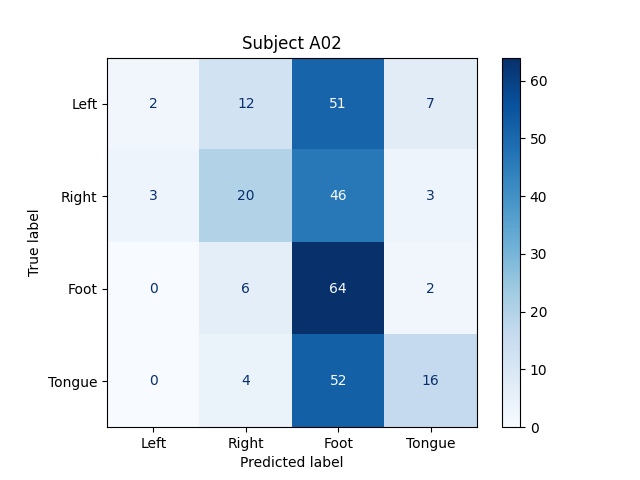 Subject A02
True label
Left 2 12 51 7
Right 3 20 46 3
Foot 0 6 64 2
Tongue 0 4 52 16
Left Right Foot Tongue
Predicted label
60
50
40
30
20
10
0